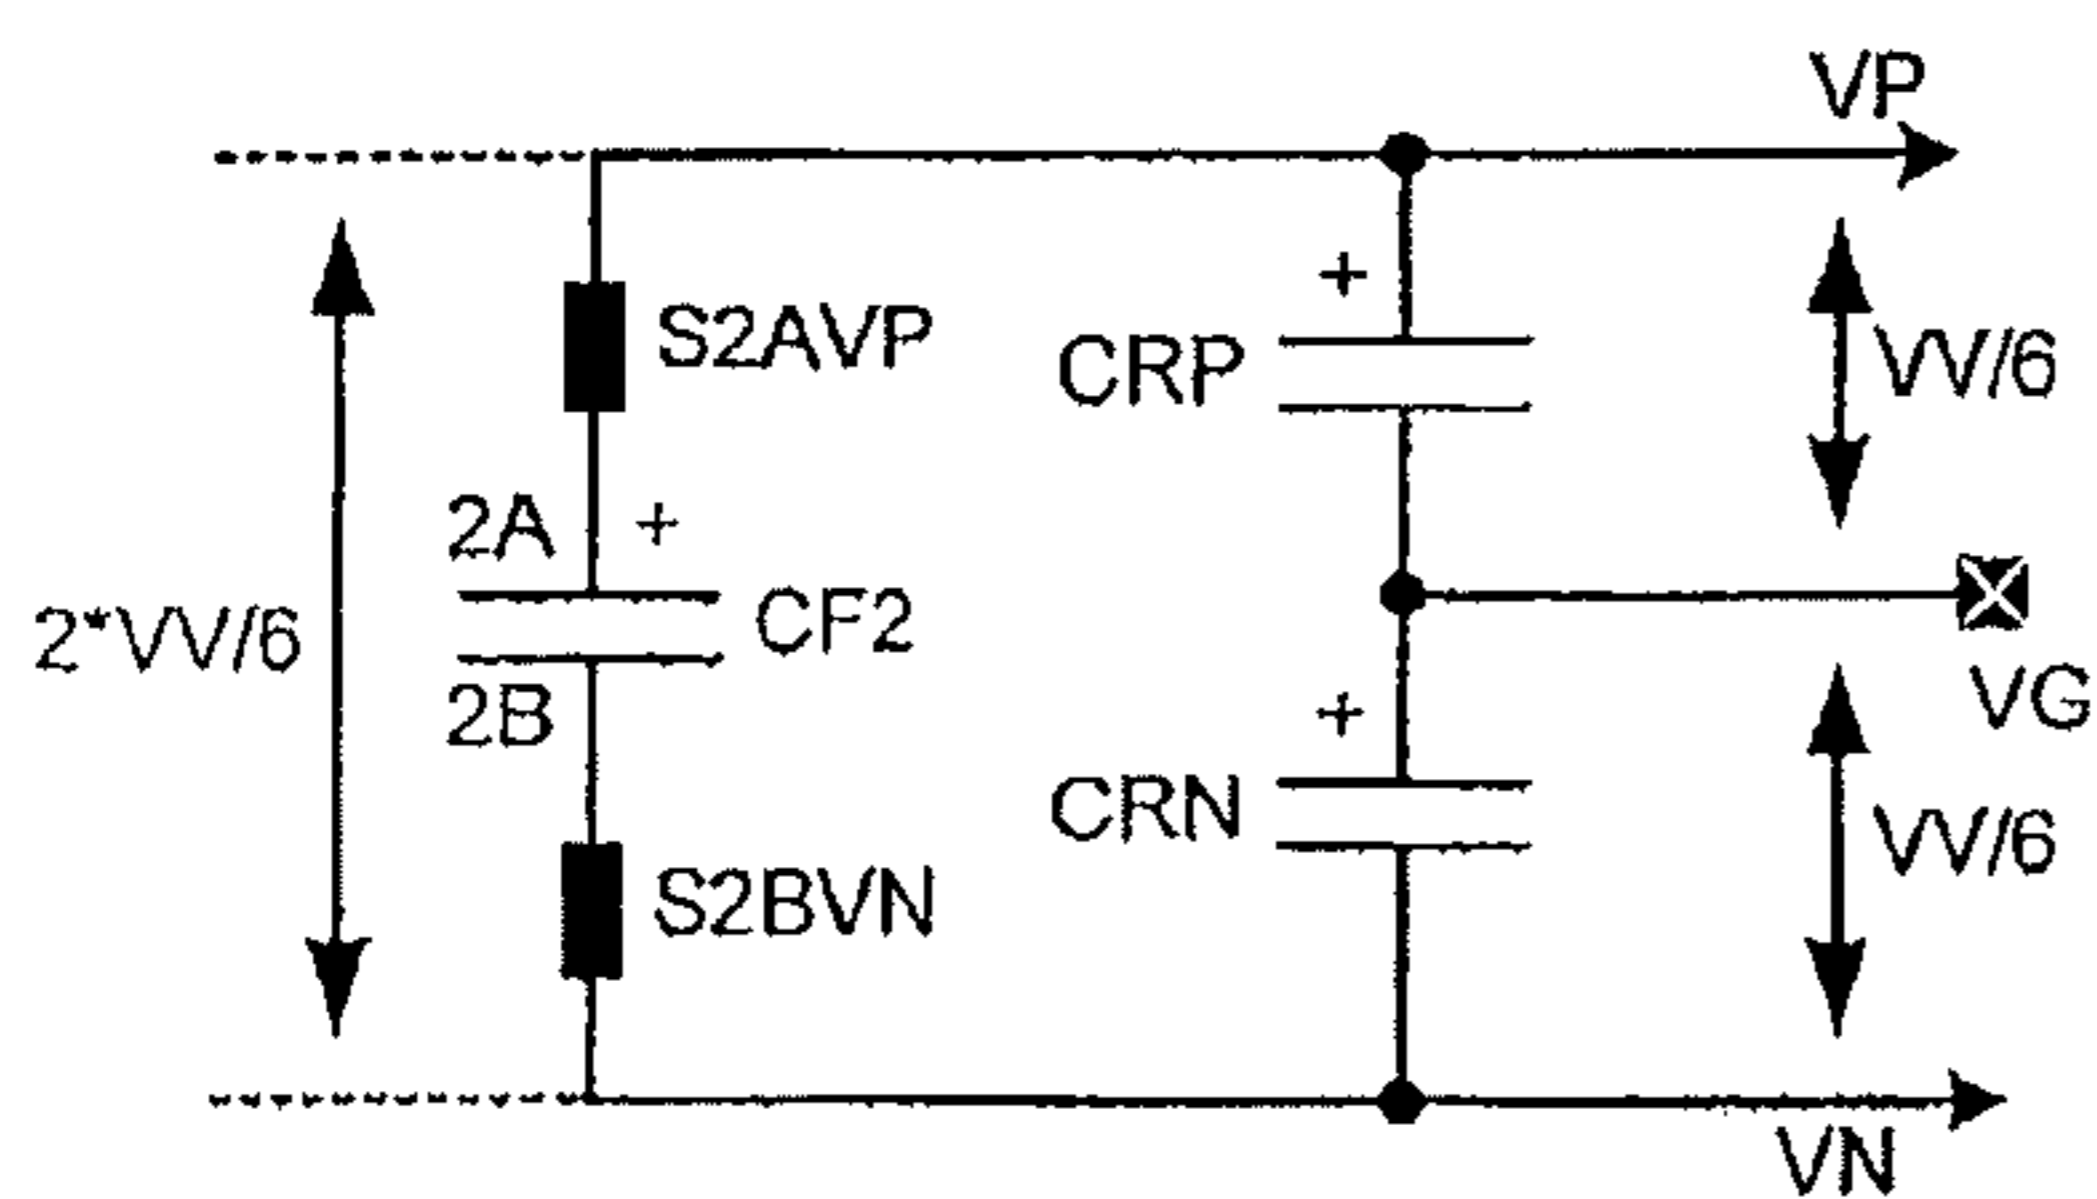 VP
S2AVP
+
CRP
VV/6
2A
+
2*VV/6
CF2
2B
VG
+
CRN
VV/6
S2BVN
VN